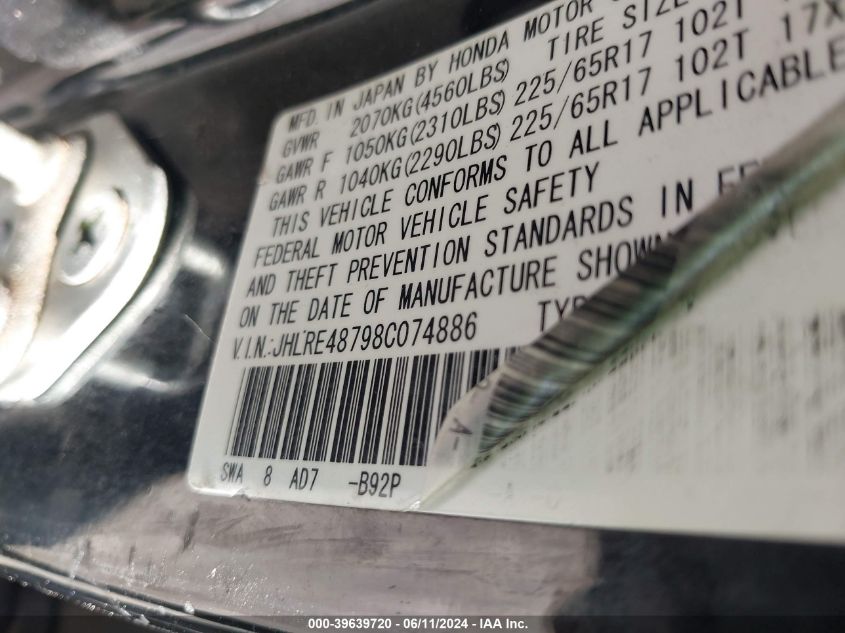 MFD. IN JAPAN BY HONDA MOTOR
GVWR 2070KG(4560LBS) TIRE SIZE
GAWR F 1050KG(2310LBS) 225/65R17 102T
GAWR R 1040KG(2290LBS) 225/65R17 102T 17X
THIS VEHICLE CONFORMS TO ALL APPLICABLE
FEDERAL MOTOR VEHICLE SAFETY
AND THEFT PREVENTION STANDARDS IN
ON THE DATE OF MANUFACTURE SHOWN
V.I.N.:JHLRE48798C074886
SWA 8 AD7 -B92P
A-
000-39639720 - 06/11/2024 - IAA Inc.